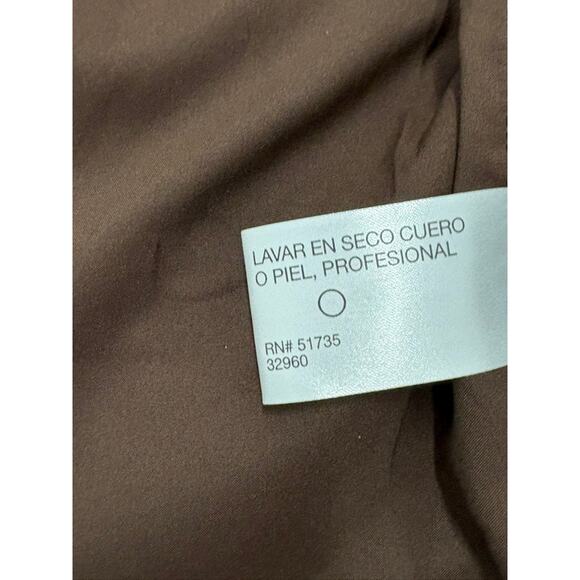 LAVAR EN SECO CUERO
O PIEL, PROFESIONAL
RN# 51735
32960